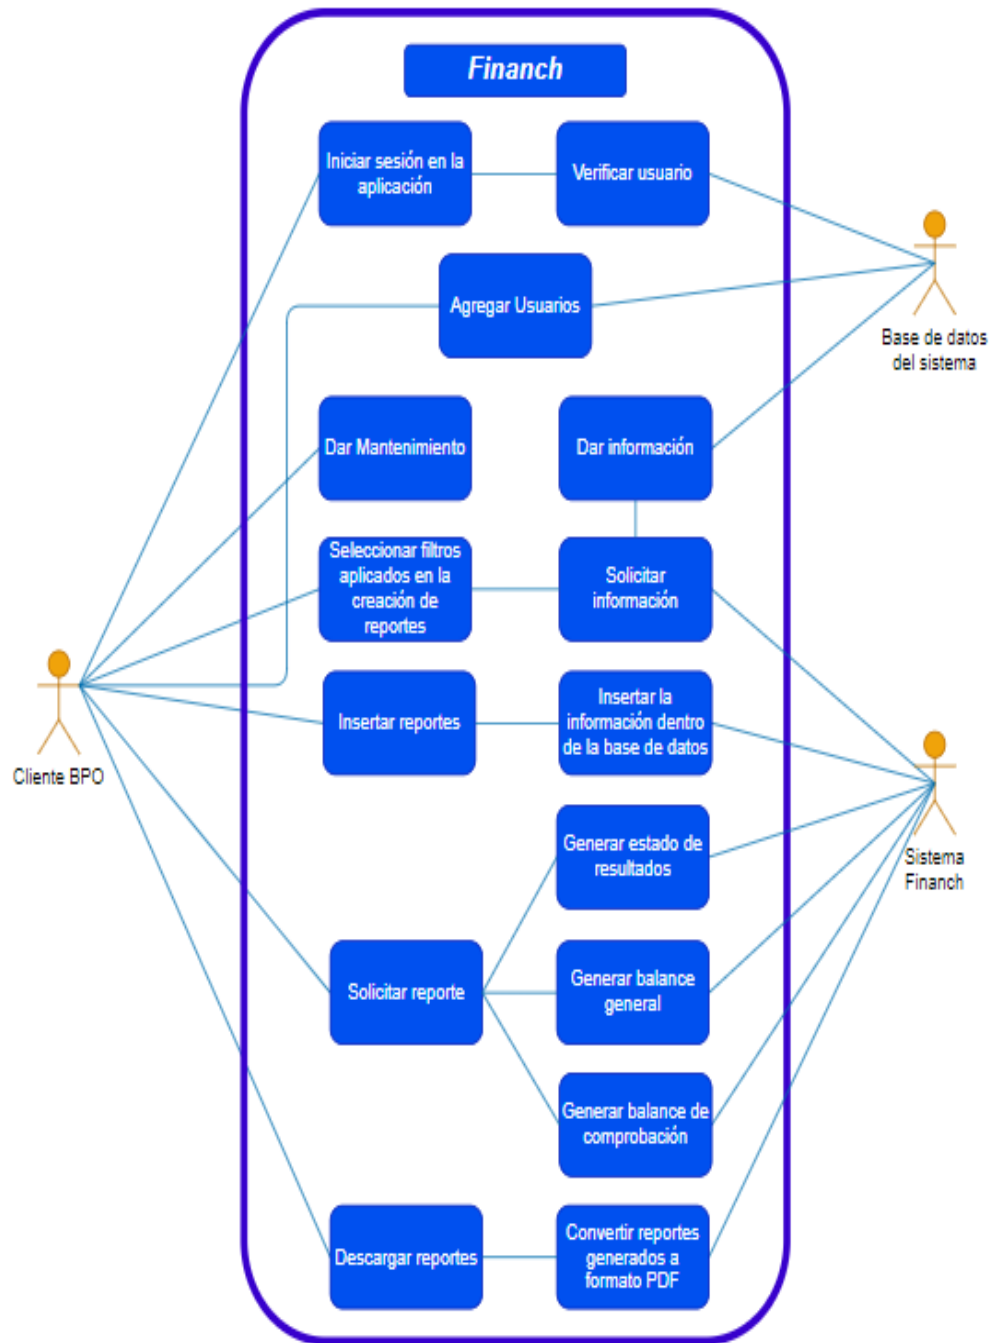 Financh
Iniciar sesión en la
aplicación
Verificar usuario
Agregar Usuarios
Base de datos
del sistema
Dar Mantenimiento
Dar información
Seleccionar filtros
aplicados en la
creación de
reportes
Solicitar
información
Insertar reportes
Insertar la
información dentro
de la base de datos
Cliente BPO
Generar estado de
resultados
Sistema
Financh
Solicitar reporte
Generar balance
general
Generar balance de
comprobación
Descargar reportes
Convertir reportes
generados a
formato PDF